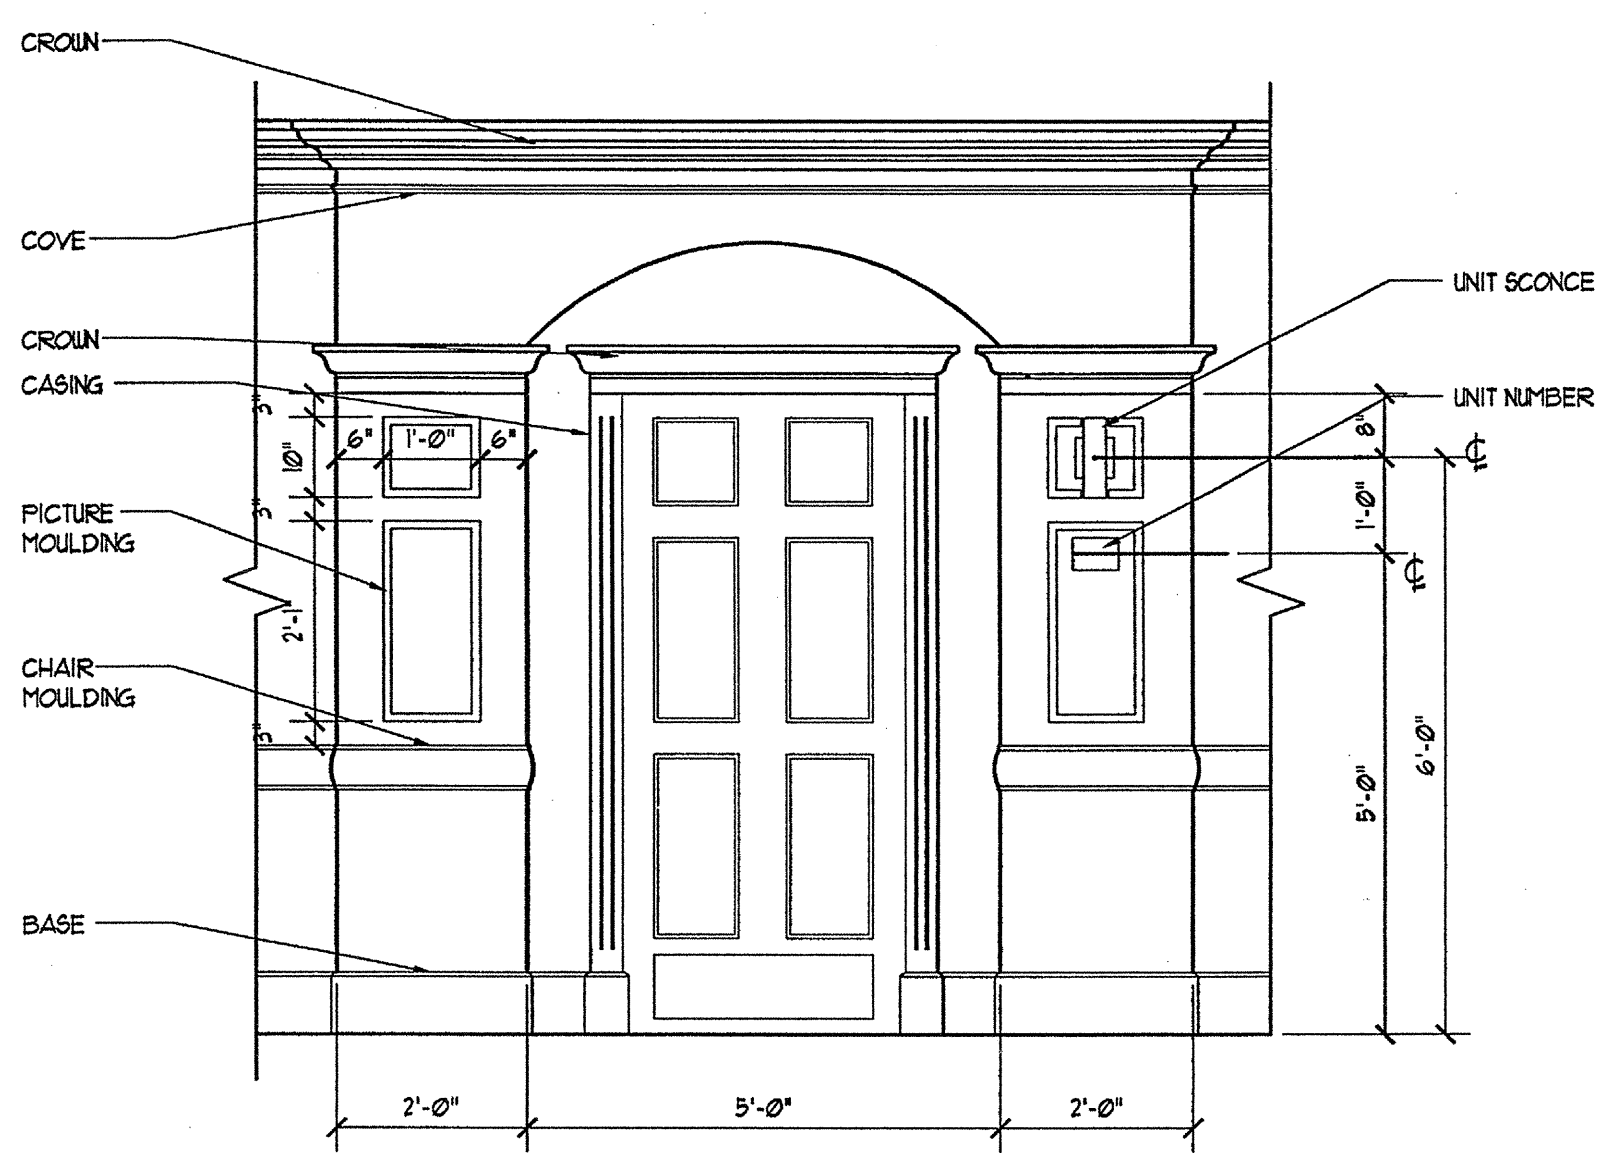 CROWN
COVE
UNIT SCONCE
CROWN
CASING
UNIT NUMBER
3"
6"
1'-0"
6"
8"
10"
3"
1'-0"
PICTURE
MOULDING
2'-1
CHAIR
MOULDING
3"
6'-0"
5'-0"
BASE
2'-0"
5'-0"
2'-0"